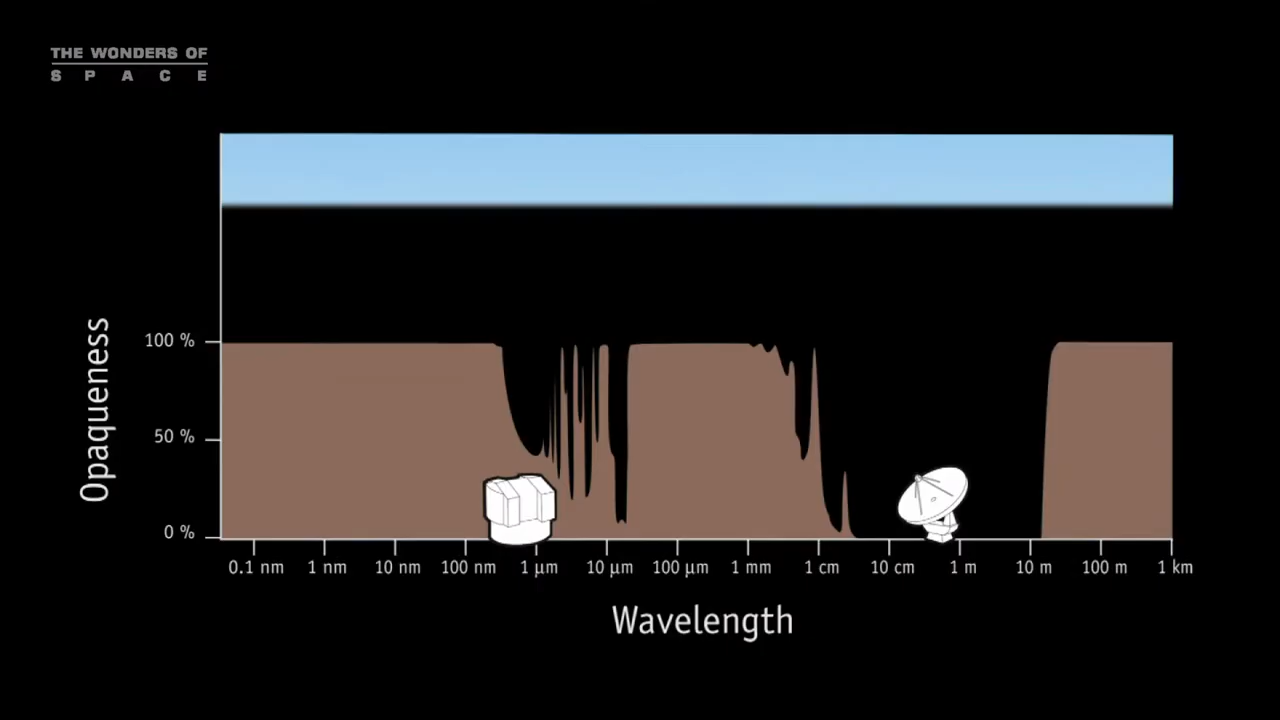 THE WONDERS OF
SPACE
Opaqueness
100 %
50 %
0 %
0.1 nm 1 nm 10 nm 100 nm 1 µm 10 µm 100 µm 1 mm 1 cm 10 cm 1 m 10 m 100 m 1 km
Wavelength